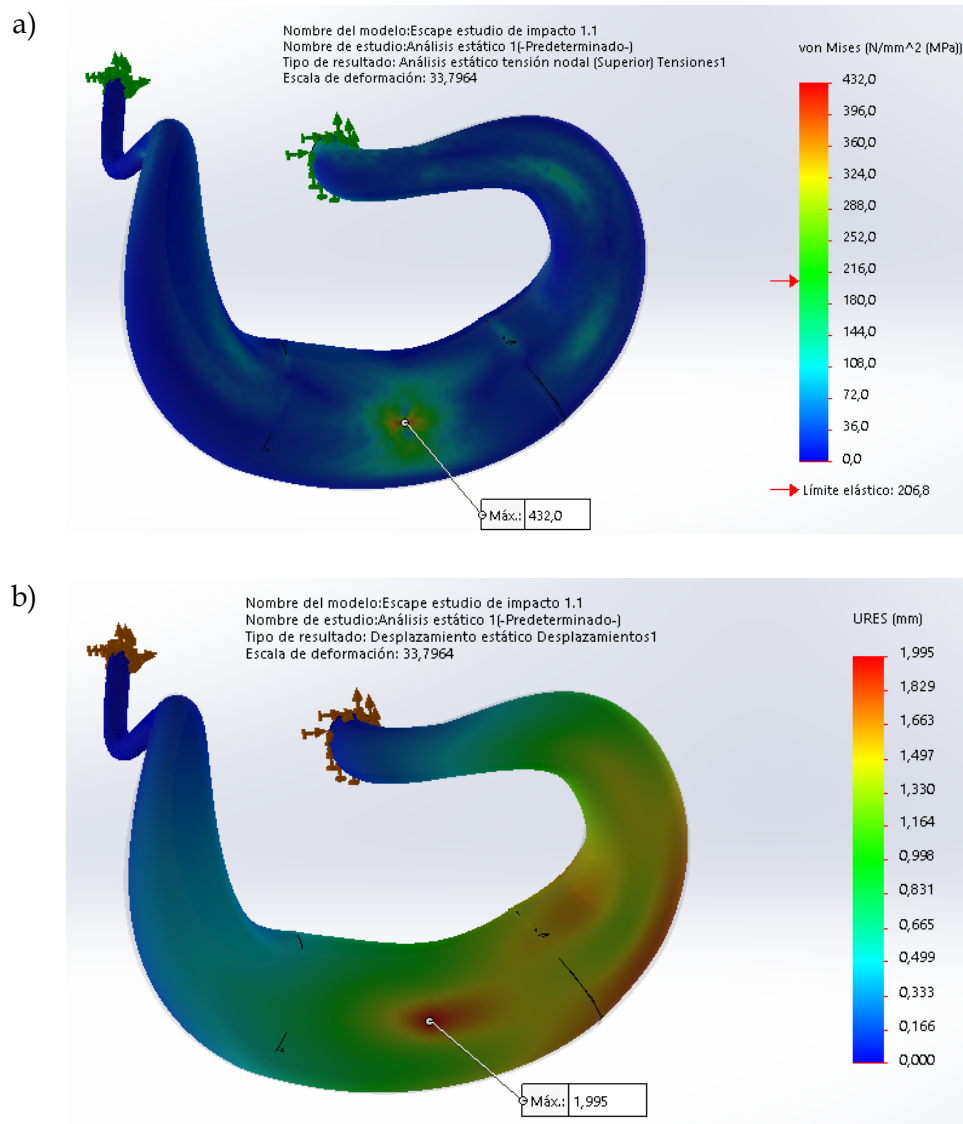 a)
Nombre del modelo:Escape estudio de impacto 1.1
Nombre de estudio:Análisis estático 1(-Predeterminado-)
Tipo de resultado: Análisis estático tensión nodal (Superior) Tensiones1
Escala de deformación: 33,7964
von Mises (N/mm^2 (MPa))
432,0
396,0
360,0
324,0
288,0
252,0
216,0
180,0
144,0
108,0
72,0
36,0
0,0
Límite elástico: 206,8
Máx.: 432,0
b)
Nombre del modelo:Escape estudio de impacto 1.1
Nombre de estudio:Análisis estático 1(-Predeterminado-)
Tipo de resultado: Desplazamiento estático Desplazamientos1
Escala de deformación: 33,7964
URES (mm)
1,995
1,829
1,663
1,497
1,330
1,164
0,998
0,831
0,665
0,499
0,333
0,166
0,000
Máx.: 1,995